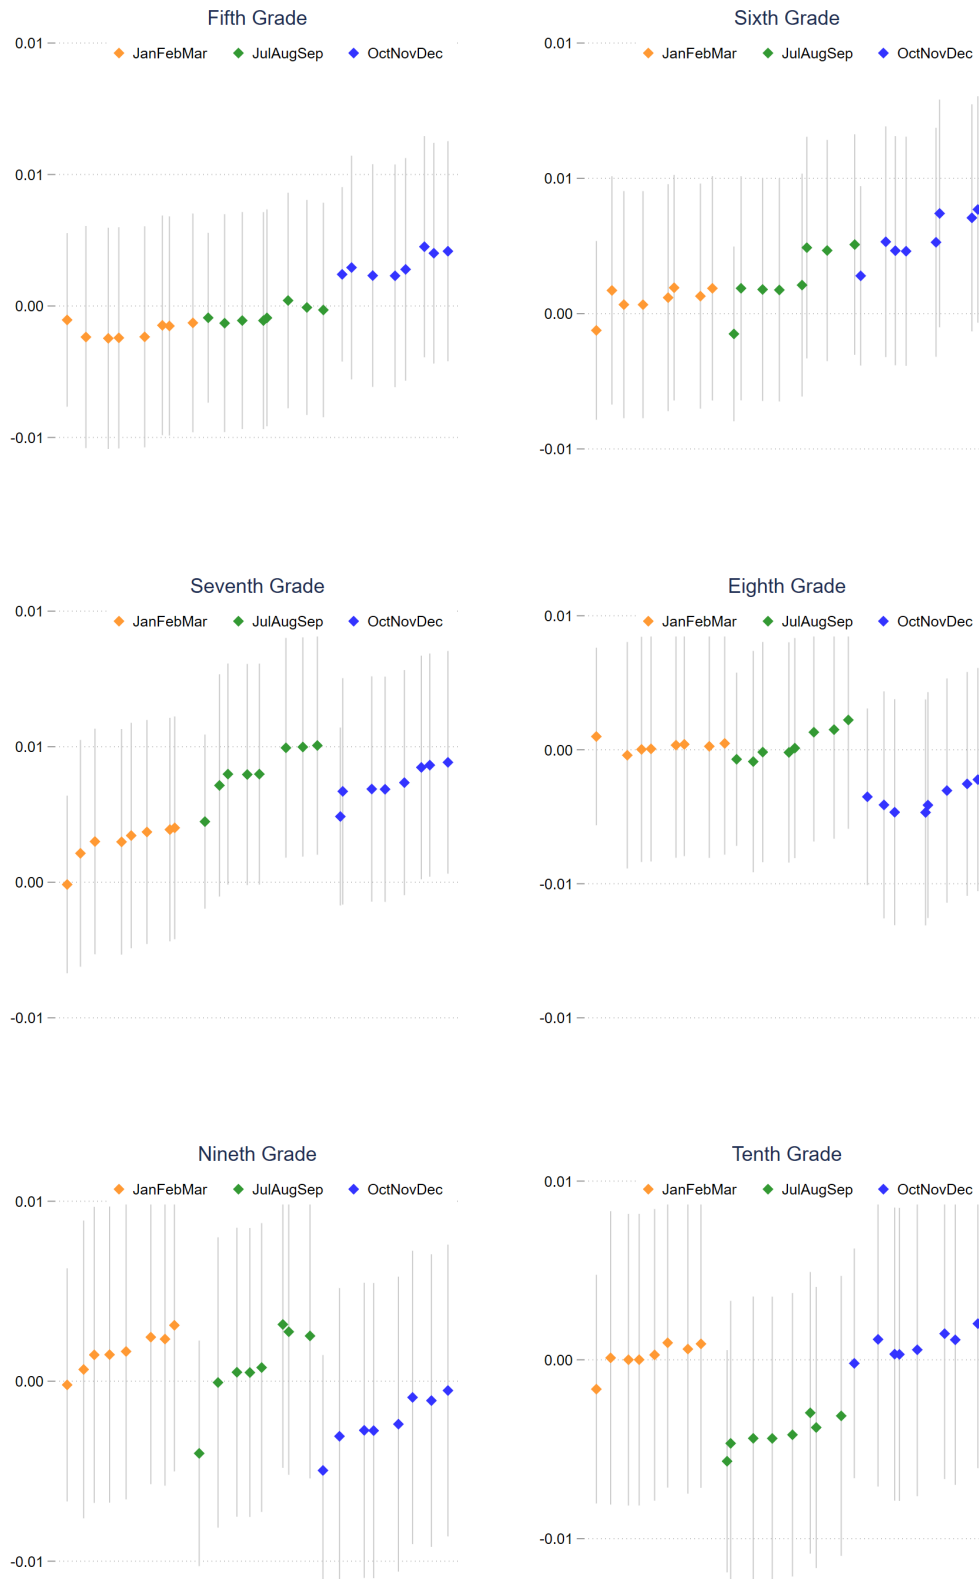 Fifth Grade
0.01
JanFebMar JulAugSep OctNovDec
0.01
0.00
-0.01
Sixth Grade
0.01
JanFebMar JulAugSep OctNovDec
0.01
0.00
-0.01
Seventh Grade
0.01
JanFebMar JulAugSep OctNovDec
0.01
0.00
-0.01
Eighth Grade
0.01
JanFebMar JulAugSep OctNovDec
0.00
-0.01
-0.01
Nineth Grade
JanFebMar JulAugSep OctNovDec
0.01
0.00
-0.01
Tenth Grade
0.01
JanFebMar JulAugSep OctNovDec
0.00
-0.01